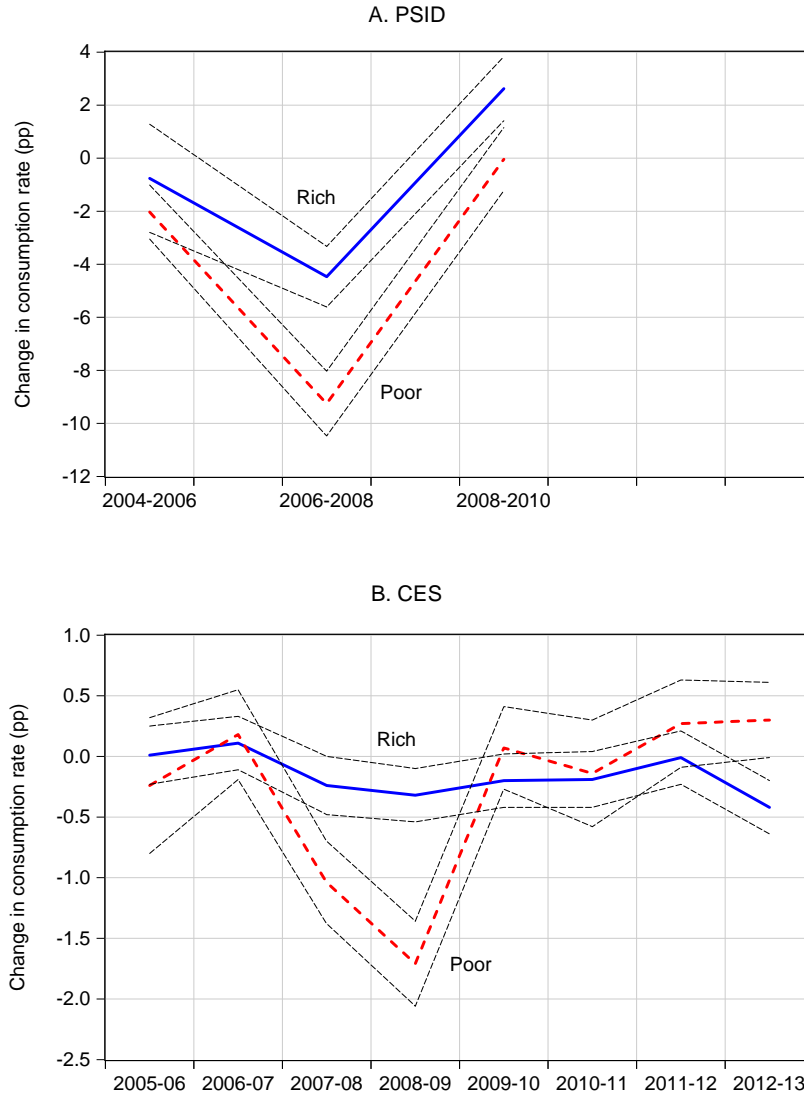 A. PSID
Change in consumption rate (pp)
4
2
0
-2
-4
-6
-8
-10
-12
Rich
Poor
2004-2006 2006-2008 2008-2010
B. CES
Change in consumption rate (pp)
1.0
0.5
0.0
-0.5
-1.0
-1.5
-2.0
-2.5
Rich
Poor
2005-06 2006-07 2007-08 2008-09 2009-10 2010-11 2011-12 2012-13